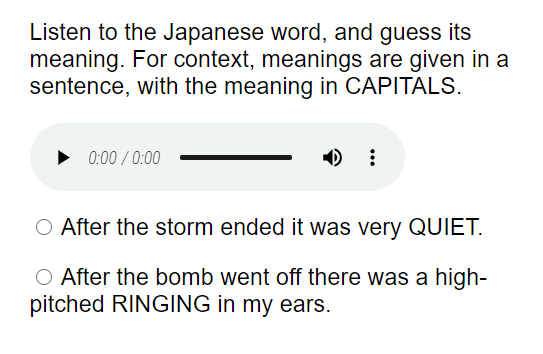 Listen to the Japanese word, and guess its
meaning. For context, meanings are given in a
sentence, with the meaning in CAPITALS.
0:00 / 0:00
After the storm ended it was very QUIET.
After the bomb went off there was a high-
pitched RINGING in my ears.